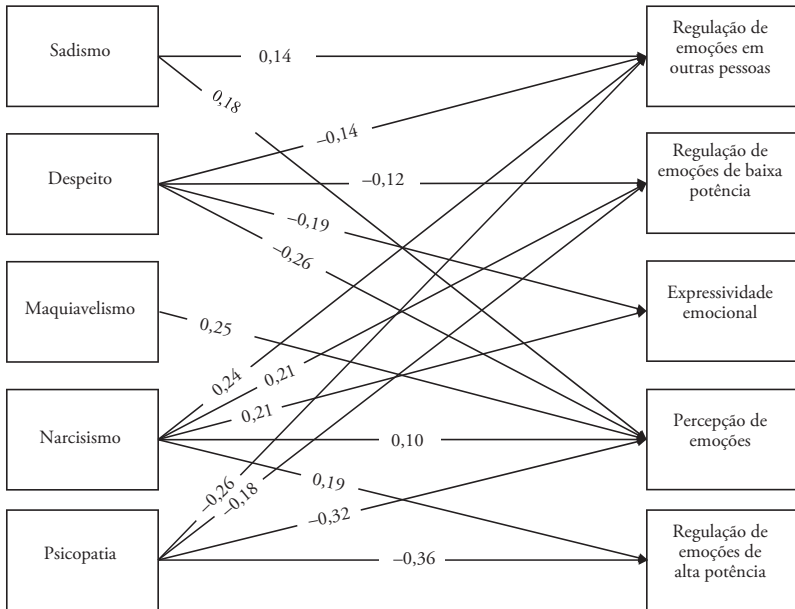 Sadismo
Despeito
Maquiavelismo
Narcisismo
Psicopatia
0,14
0,18
–0,14
–0,12
–0,19
–0,26
0,25
0,24
0,21
0,21
0,10
0,19
–0,26
–0,18
–0,32
–0,36
Regulação de
emoções em
outras pessoas
Regulação de
emoções de baixa
potência
Expressividade
emocional
Percepção de
emoções
Regulação de
emoções de
alta potência